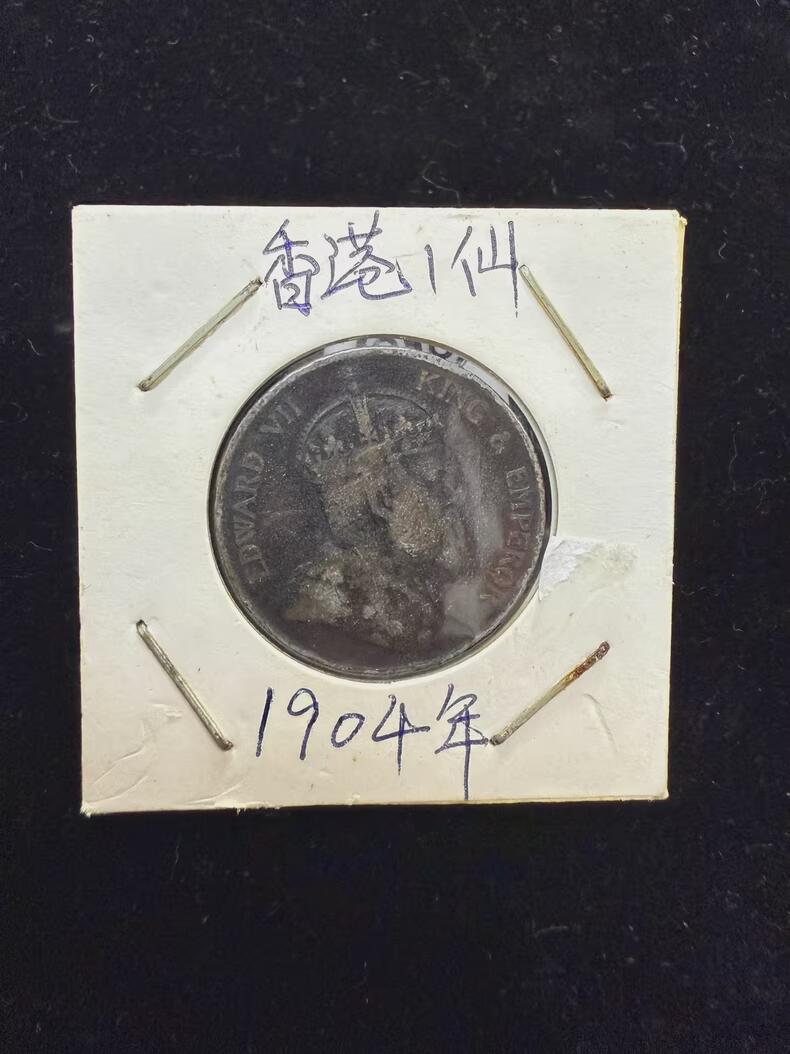 香港1仙
EDWARD VII KING & EMPEROR
1904年